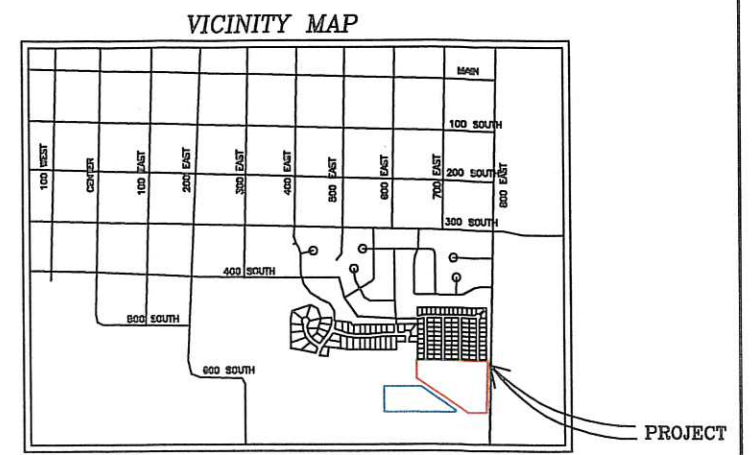 VICINITY MAP
MAIN
100 SOUTH
100 WEST
CENTER
100 EAST
200 EAST
300 EAST
400 EAST
500 EAST
600 EAST
700 EAST
200 SOUTH
800 EAST
300 SOUTH
400 SOUTH
500 SOUTH
600 SOUTH
PROJECT